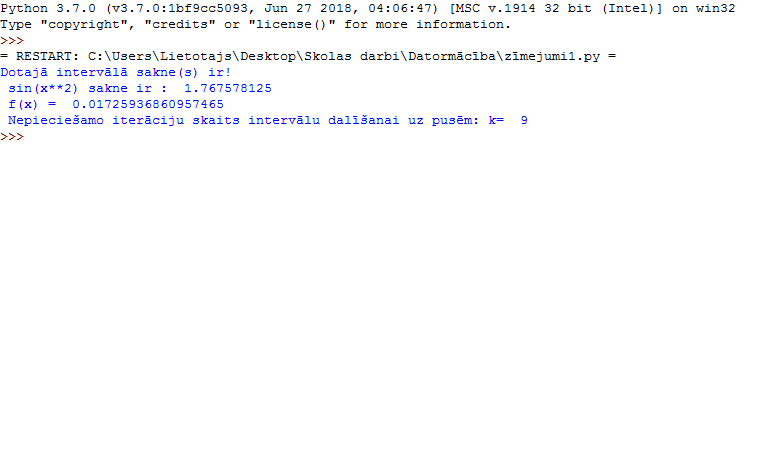 Python 3.7.0 (v3.7.0:1bf9cc5093, Jun 27 2018, 04:06:47) [MSC v.1914 32 bit (Intel)] on win32
Type "copyright", "credits" or "license()" for more information.
>>>
= RESTART: C:\Users\Lietotajs\Desktop\Skolas darbi\Datormācība\zīmejumi1.py =
Dotajā intervālā sakne(s) ir!
 sin(x**2) sakne ir :  1.767578125
 f(x) =  0.01725936860957465
 Nepieciešamo iterāciju skaits intervālu dalīšanai uz pusēm: k=  9
>>>